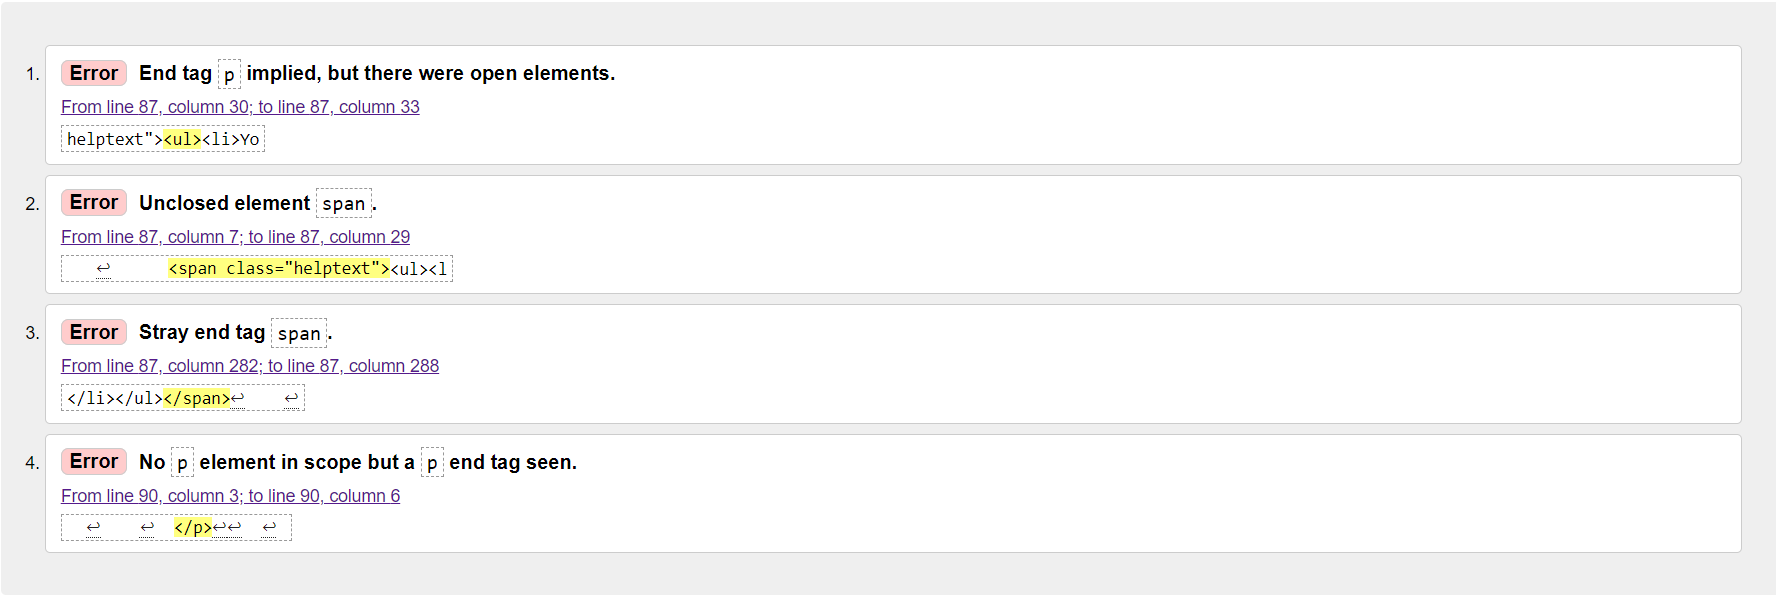 1. Error End tag p implied, but there were open elements.
From line 87, column 30; to line 87, column 33
helptext"><ul><li>Yo
2. Error Unclosed element span.
From line 87, column 7; to line 87, column 29
↩ <span class="helptext"><ul><l
3. Error Stray end tag span.
From line 87, column 282; to line 87, column 288
</li></ul></span>↩ ↩
4. Error No p element in scope but a p end tag seen.
From line 90, column 3; to line 90, column 6
↩ ↩ </p>↩↩ ↩